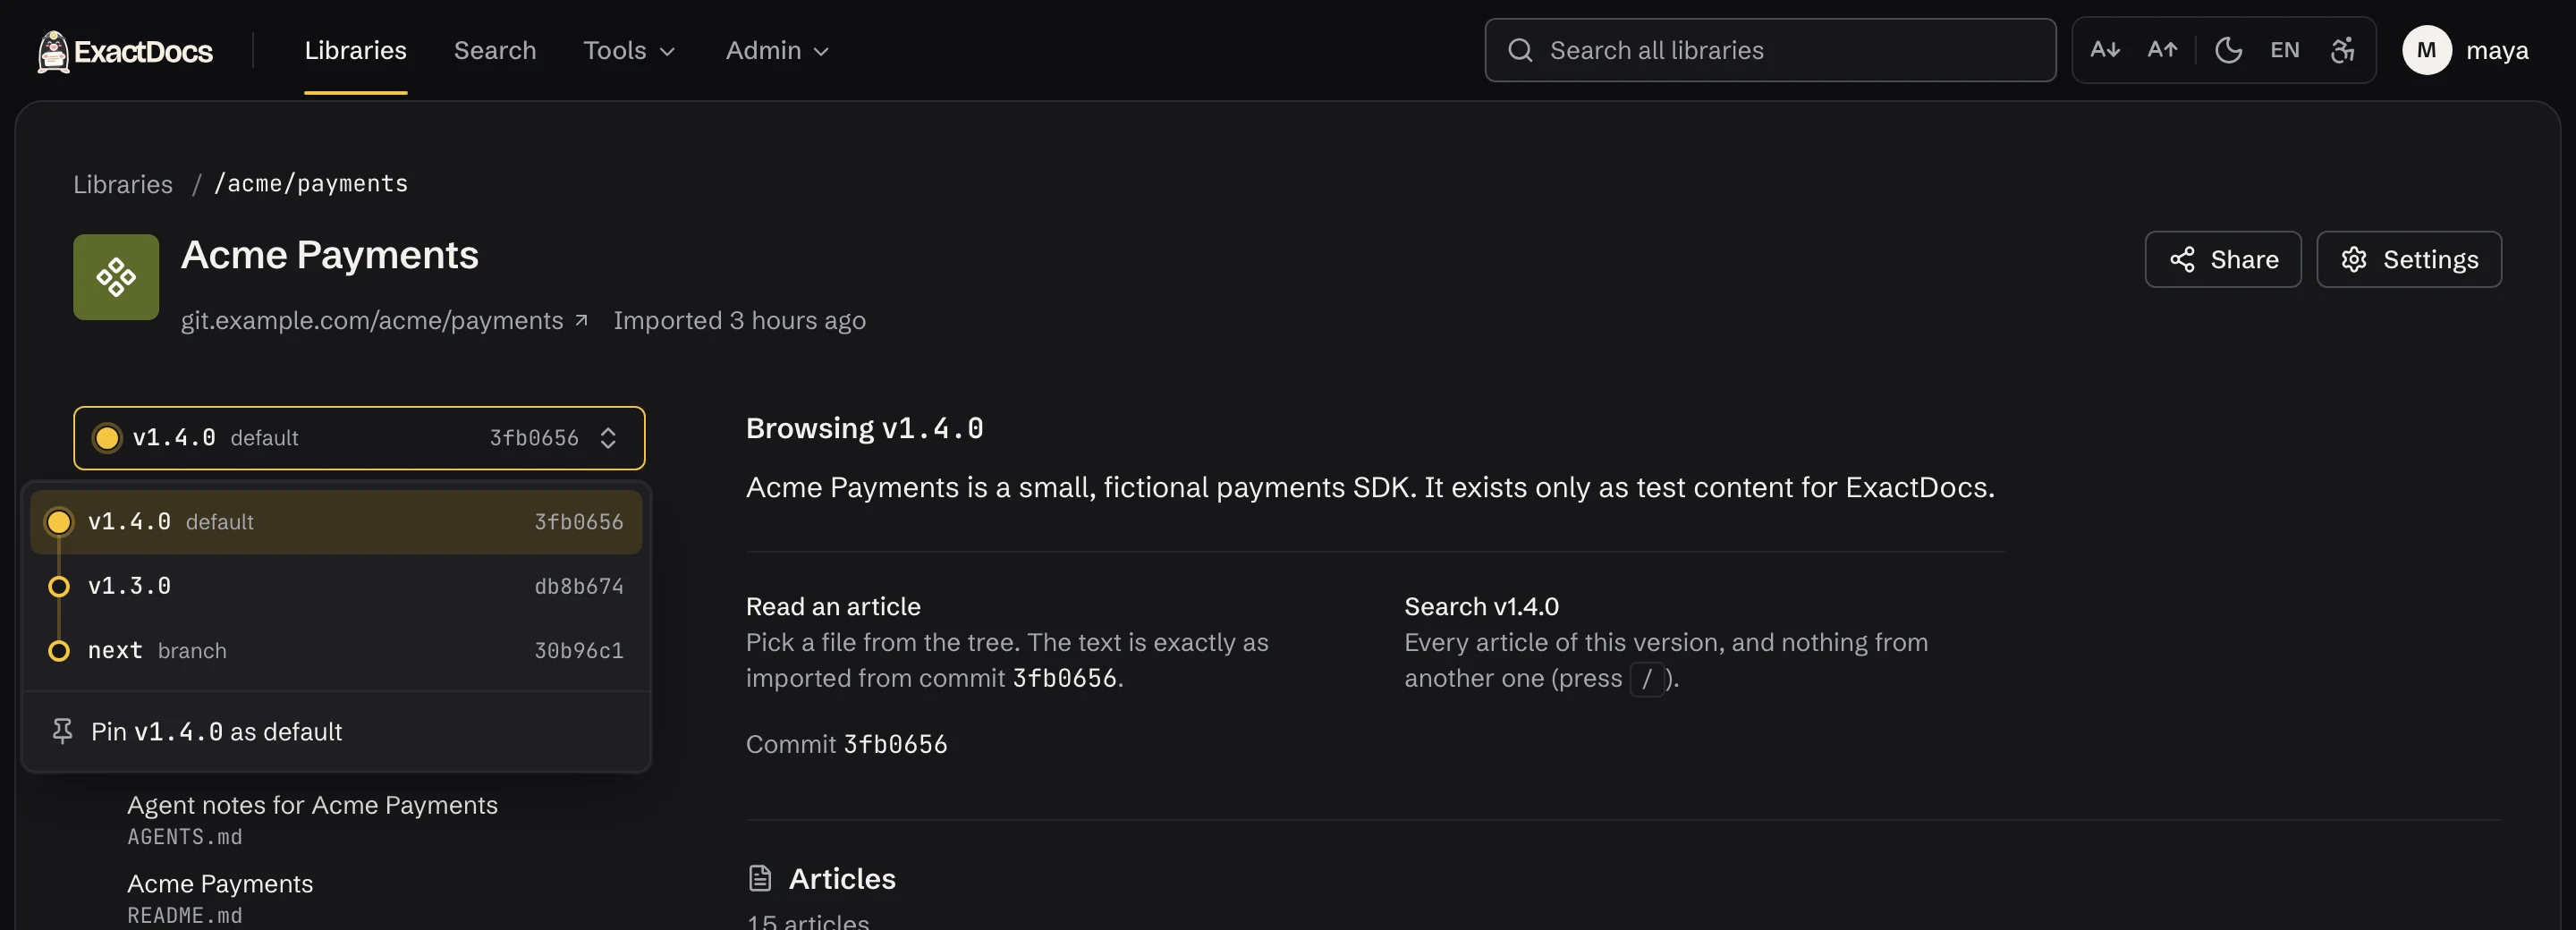 ExactDocs
Libraries
Search
Tools
Admin
Search all libraries
A↓ A↑ EN
M maya
Libraries / /acme/payments
Acme Payments
git.example.com/acme/payments ↗ Imported 3 hours ago
Share
Settings
v1.4.0 default 3fb0656
v1.4.0 default 3fb0656
v1.3.0 db8b674
next branch 30b96c1
Pin v1.4.0 as default
Agent notes for Acme Payments
AGENTS.md
Acme Payments
README.md
Browsing v1.4.0
Acme Payments is a small, fictional payments SDK. It exists only as test content for ExactDocs.
Read an article
Pick a file from the tree. The text is exactly as
imported from commit 3fb0656.
Search v1.4.0
Every article of this version, and nothing from
another one (press / ).
Commit 3fb0656
Articles
15 articles